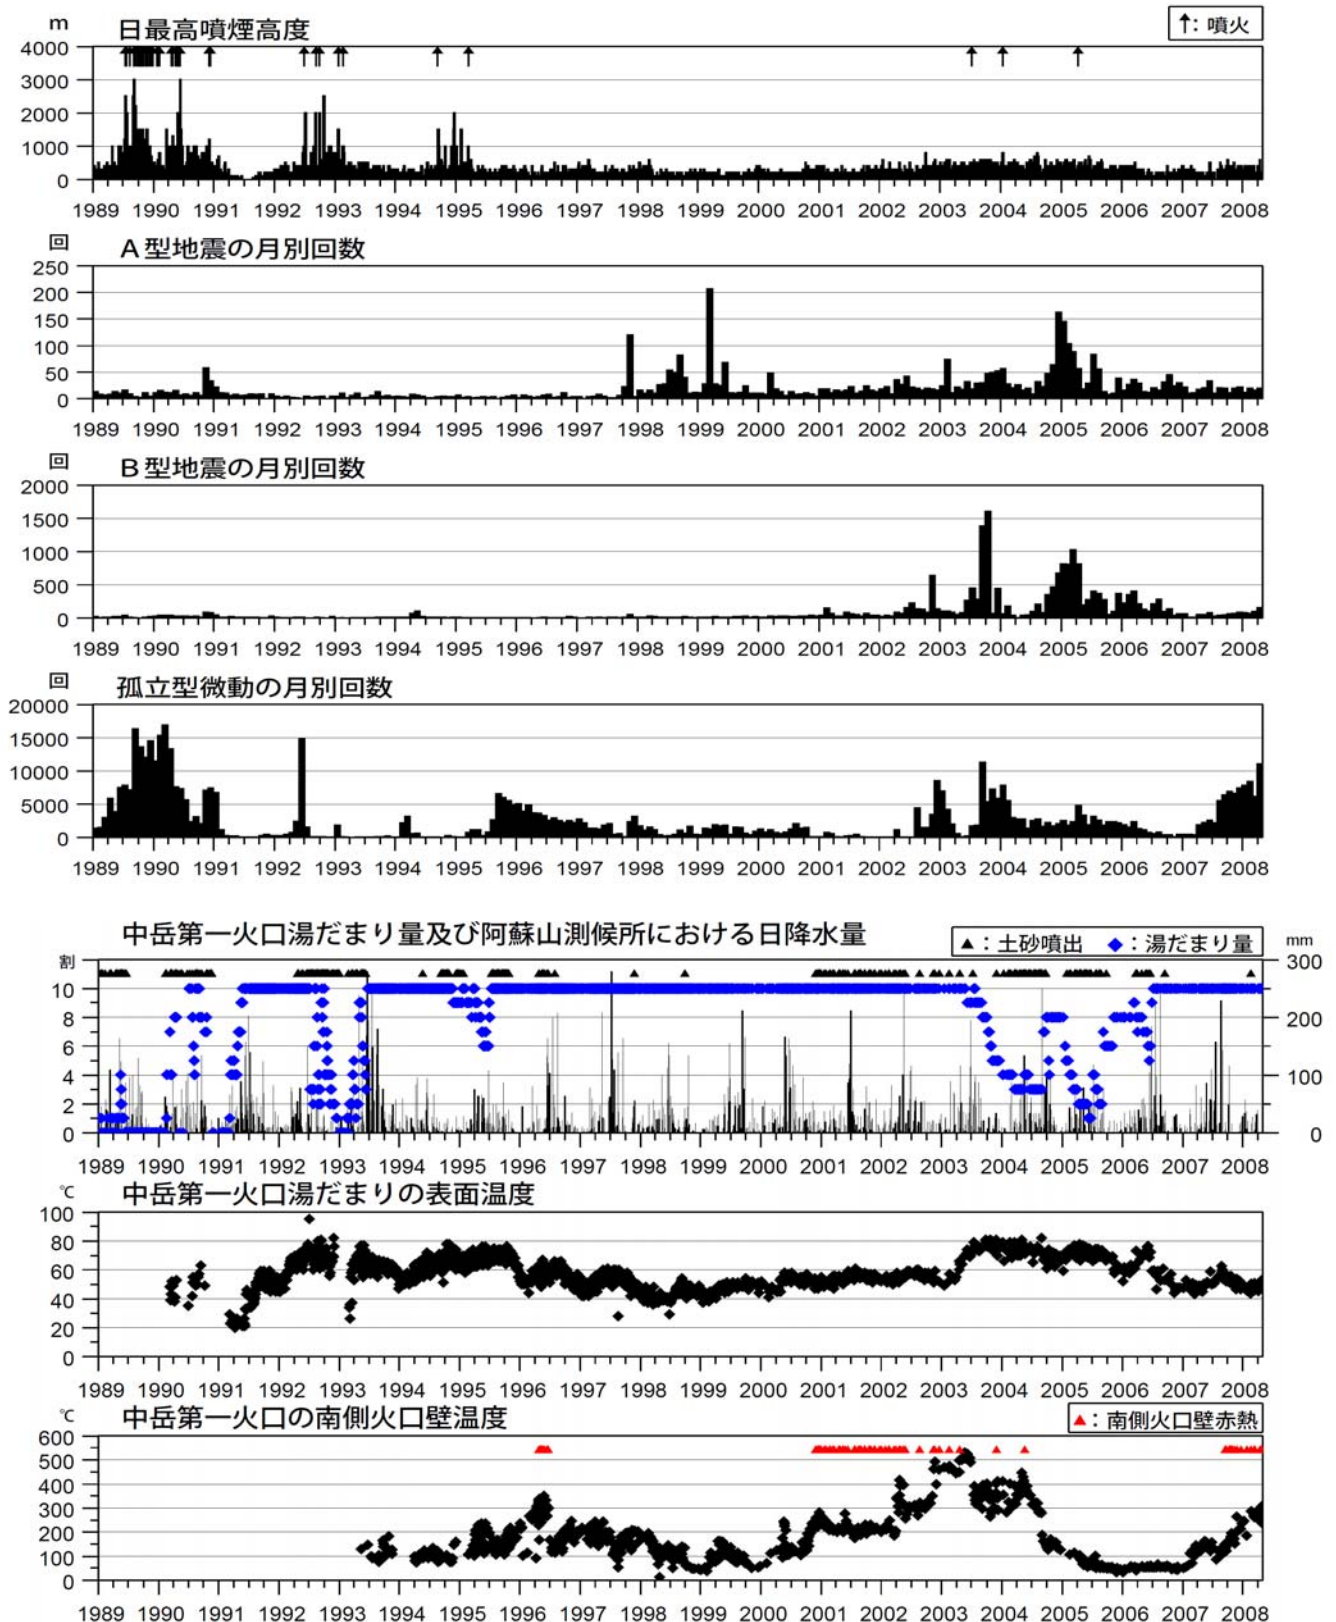 m 日最高噴煙高度 ↑: 噴火
4000
3000
2000
1000
0
1989 1990 1991 1992 1993 1994 1995 1996 1997 1998 1999 2000 2001 2002 2003 2004 2005 2006 2007 2008
回 A型地震の月別回数
250
200
150
100
50
0
1989 1990 1991 1992 1993 1994 1995 1996 1997 1998 1999 2000 2001 2002 2003 2004 2005 2006 2007 2008
回 B型地震の月別回数
2000
1500
1000
500
0
1989 1990 1991 1992 1993 1994 1995 1996 1997 1998 1999 2000 2001 2002 2003 2004 2005 2006 2007 2008
回 孤立型微動の月別回数
20000
15000
10000
5000
0
1989 1990 1991 1992 1993 1994 1995 1996 1997 1998 1999 2000 2001 2002 2003 2004 2005 2006 2007 2008
中岳第一火口湯だまり量及び阿蘇山測候所における日降水量 ▲: 土砂噴出 ◆: 湯だまり量 mm
割 300
10
8 200
6
4 100
2
0 0
1989 1990 1991 1992 1993 1994 1995 1996 1997 1998 1999 2000 2001 2002 2003 2004 2005 2006 2007 2008
℃ 中岳第一火口湯だまりの表面温度
100
80
60
40
20
0
1989 1990 1991 1992 1993 1994 1995 1996 1997 1998 1999 2000 2001 2002 2003 2004 2005 2006 2007 2008
℃ 中岳第一火口の南側火口壁温度 ▲: 南側火口壁赤熱
600
500
400
300
200
100
0
1989 1990 1991 1992 1993 1994 1995 1996 1997 1998 1999 2000 2001 2002 2003 2004 2005 2006 2007 2008